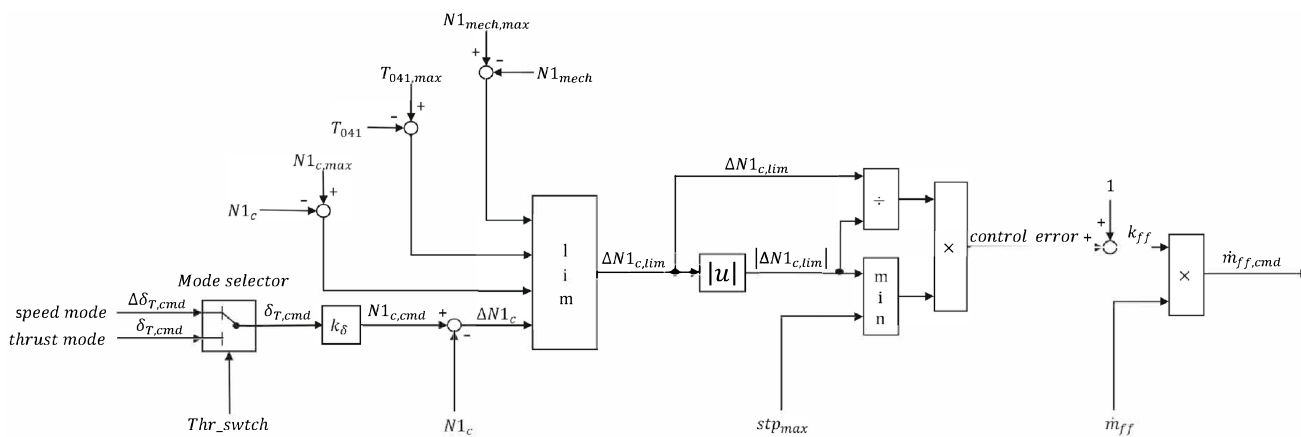 N1mech,max
+
−
N1mech
T041,max
+
−
T041
N1c,max
+
−
N1c
l
i
m
ΔN1c,lim
ΔN1c,lim
÷
×
|u|
|ΔN1c,lim|
m
i
n
stpmax
control error
+
1
+
kff
×
ṁff,cmd
ṁff
Mode selector
speed mode
ΔδT,cmd
thrust mode
δT,cmd
δT,cmd
kδ
N1c,cmd
+
−
ΔN1c
Thr_swtch
N1c